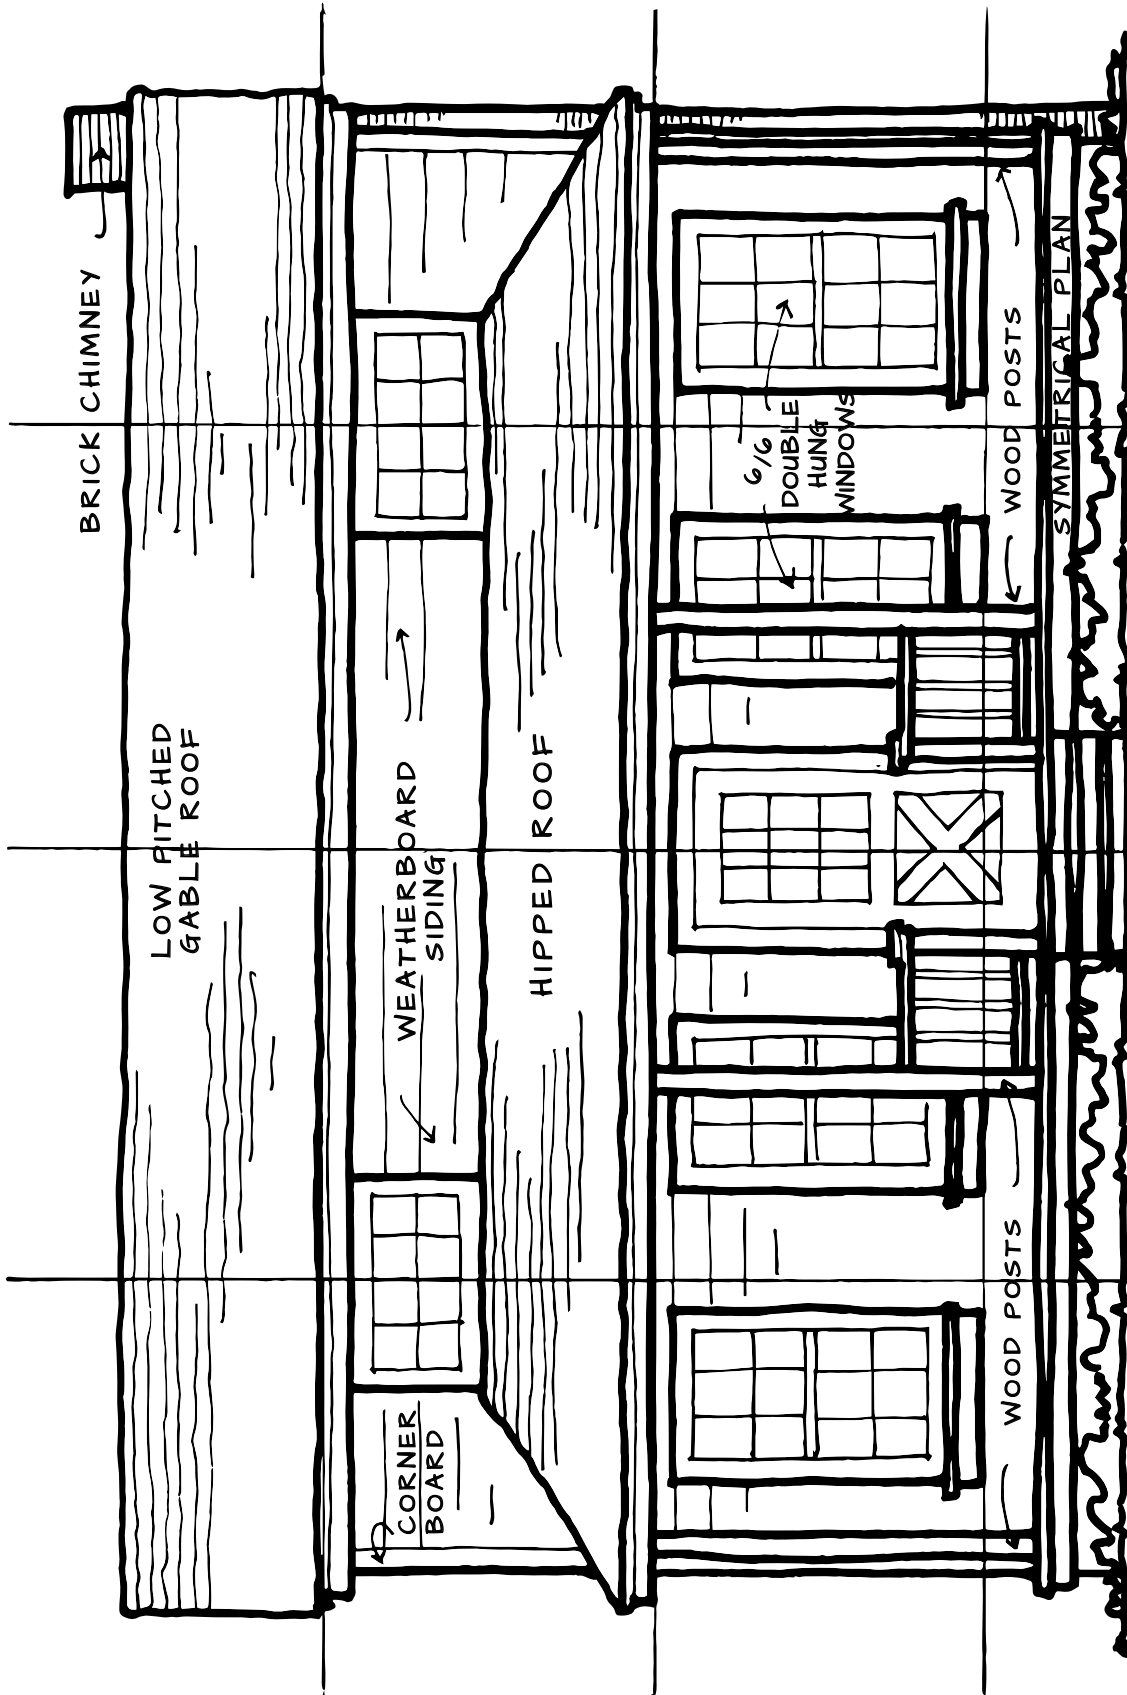 BRICK CHIMNEY
LOW PITCHED
GABLE ROOF
CORNER
BOARD
WEATHERBOARD
SIDING
HIPPED ROOF
6/6
DOUBLE
HUNG
WINDOWS
WOOD POSTS
WOOD POSTS
SYMMETRICAL PLAN